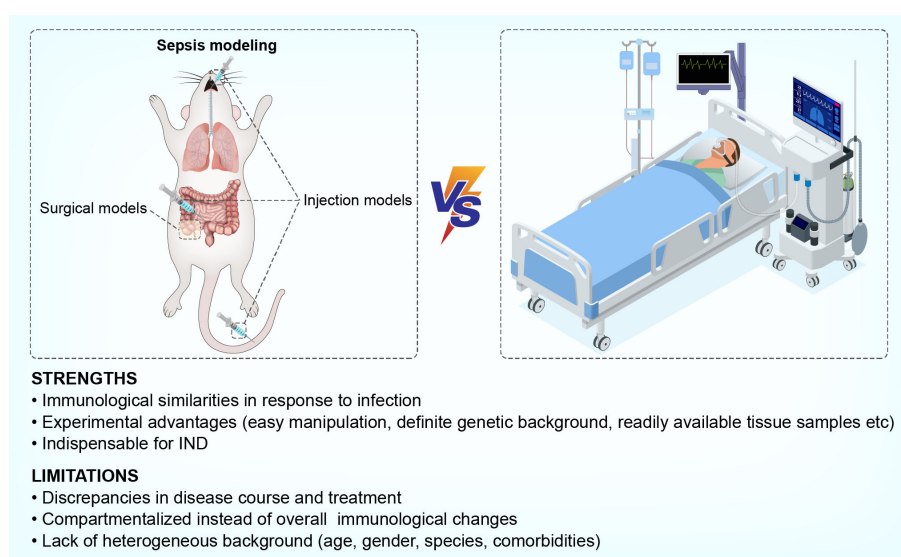 Sepsis modeling
Surgical models
Injection models
VS
STRENGTHS
• Immunological similarities in response to infection
• Experimental advantages (easy manipulation, definite genetic background, readily available tissue samples etc)
• Indispensable for IND
LIMITATIONS
• Discrepancies in disease course and treatment
• Compartmentalized instead of overall immunological changes
• Lack of heterogeneous background (age, gender, species, comorbidities)